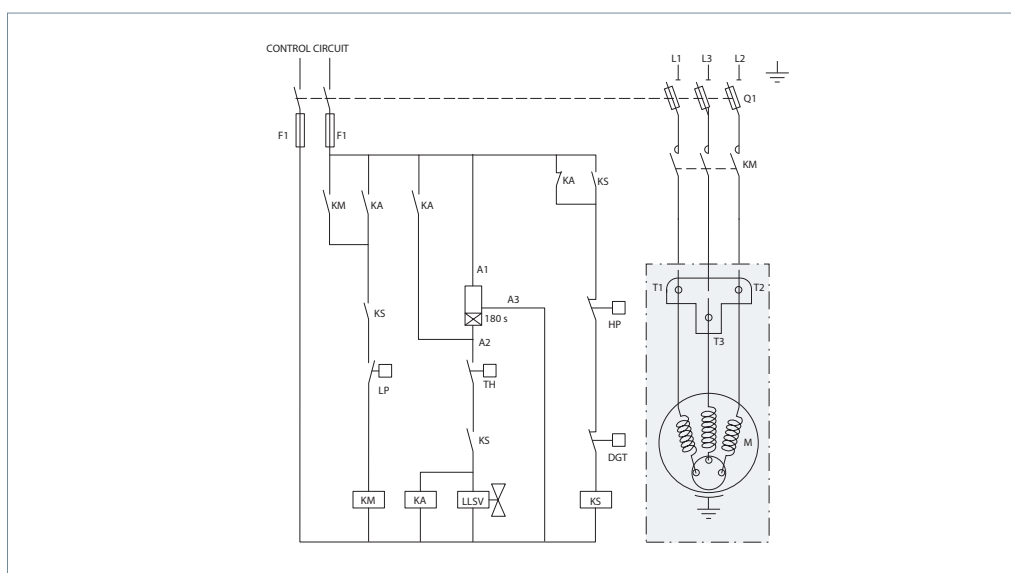 CONTROL CIRCUIT
L1 L3 L2
Q1
F1 F1
KM
KA KS
KM KA KA
A1
T1 T2
A3
KS
180 s
HP
A2
T3
LP
TH
KS
M
DGT
KM KA LLSV KS